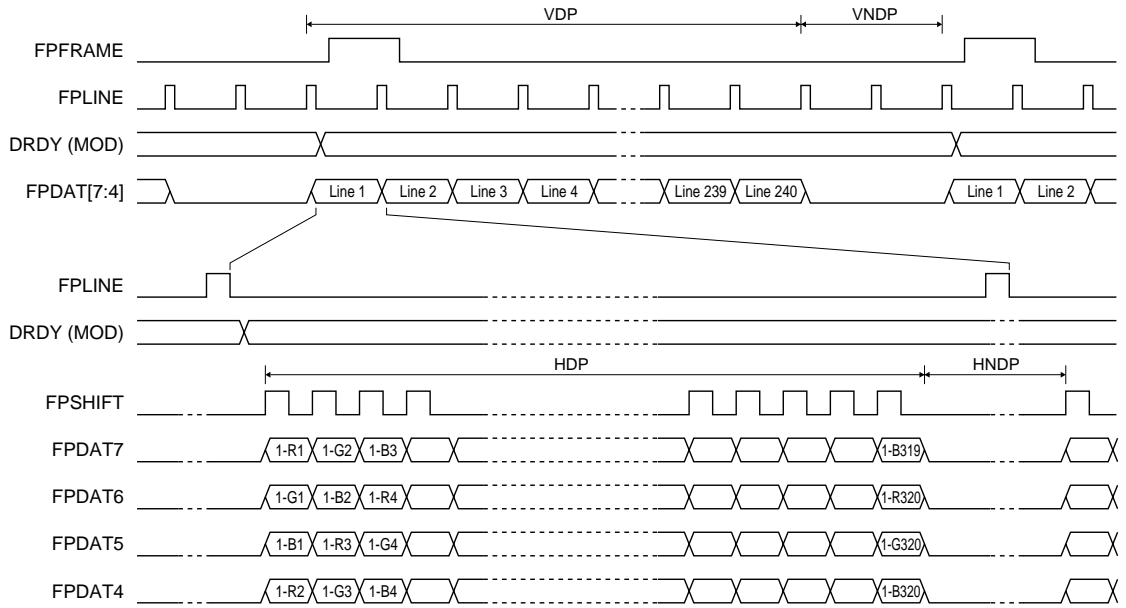 VDP VNDP
FPFRAME
FPLINE
DRDY (MOD)
FPDAT[7:4] Line 1 Line 2 Line 3 Line 4 Line 239 Line 240 Line 1 Line 2
FPLINE
DRDY (MOD)
HDP HNDP
FPSHIFT
FPDAT7 1-R1 1-G2 1-B3 1-B319
FPDAT6 1-G1 1-B2 1-R4 1-R320
FPDAT5 1-B1 1-R3 1-G4 1-G320
FPDAT4 1-R2 1-G3 1-B4 1-B320